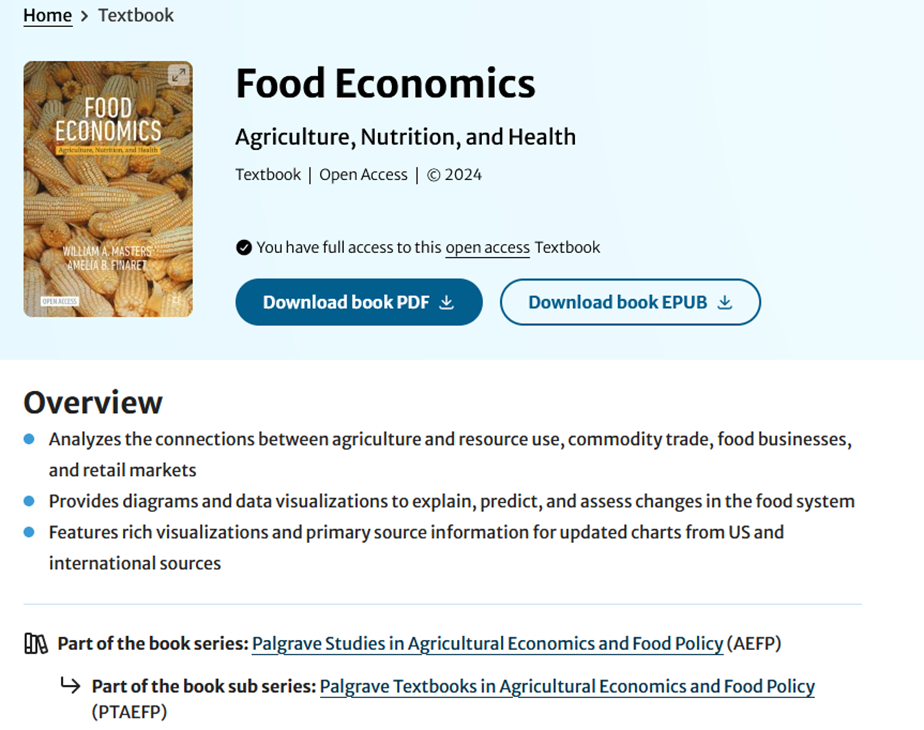 Home > Textbook
FOOD
ECONOMICS
Agriculture, Nutrition, and Health
WILLIAM A. MASTERS
AMELIA B. FINARET
OPEN ACCESS
Food Economics
Agriculture, Nutrition, and Health
Textbook | Open Access | © 2024
You have full access to this open access Textbook
Download book PDF
Download book EPUB
Overview
Analyzes the connections between agriculture and resource use, commodity trade, food businesses,
and retail markets
Provides diagrams and data visualizations to explain, predict, and assess changes in the food system
Features rich visualizations and primary source information for updated charts from US and
international sources
Part of the book series: Palgrave Studies in Agricultural Economics and Food Policy (AEFP)
Part of the book sub series: Palgrave Textbooks in Agricultural Economics and Food Policy
(PTAEFP)